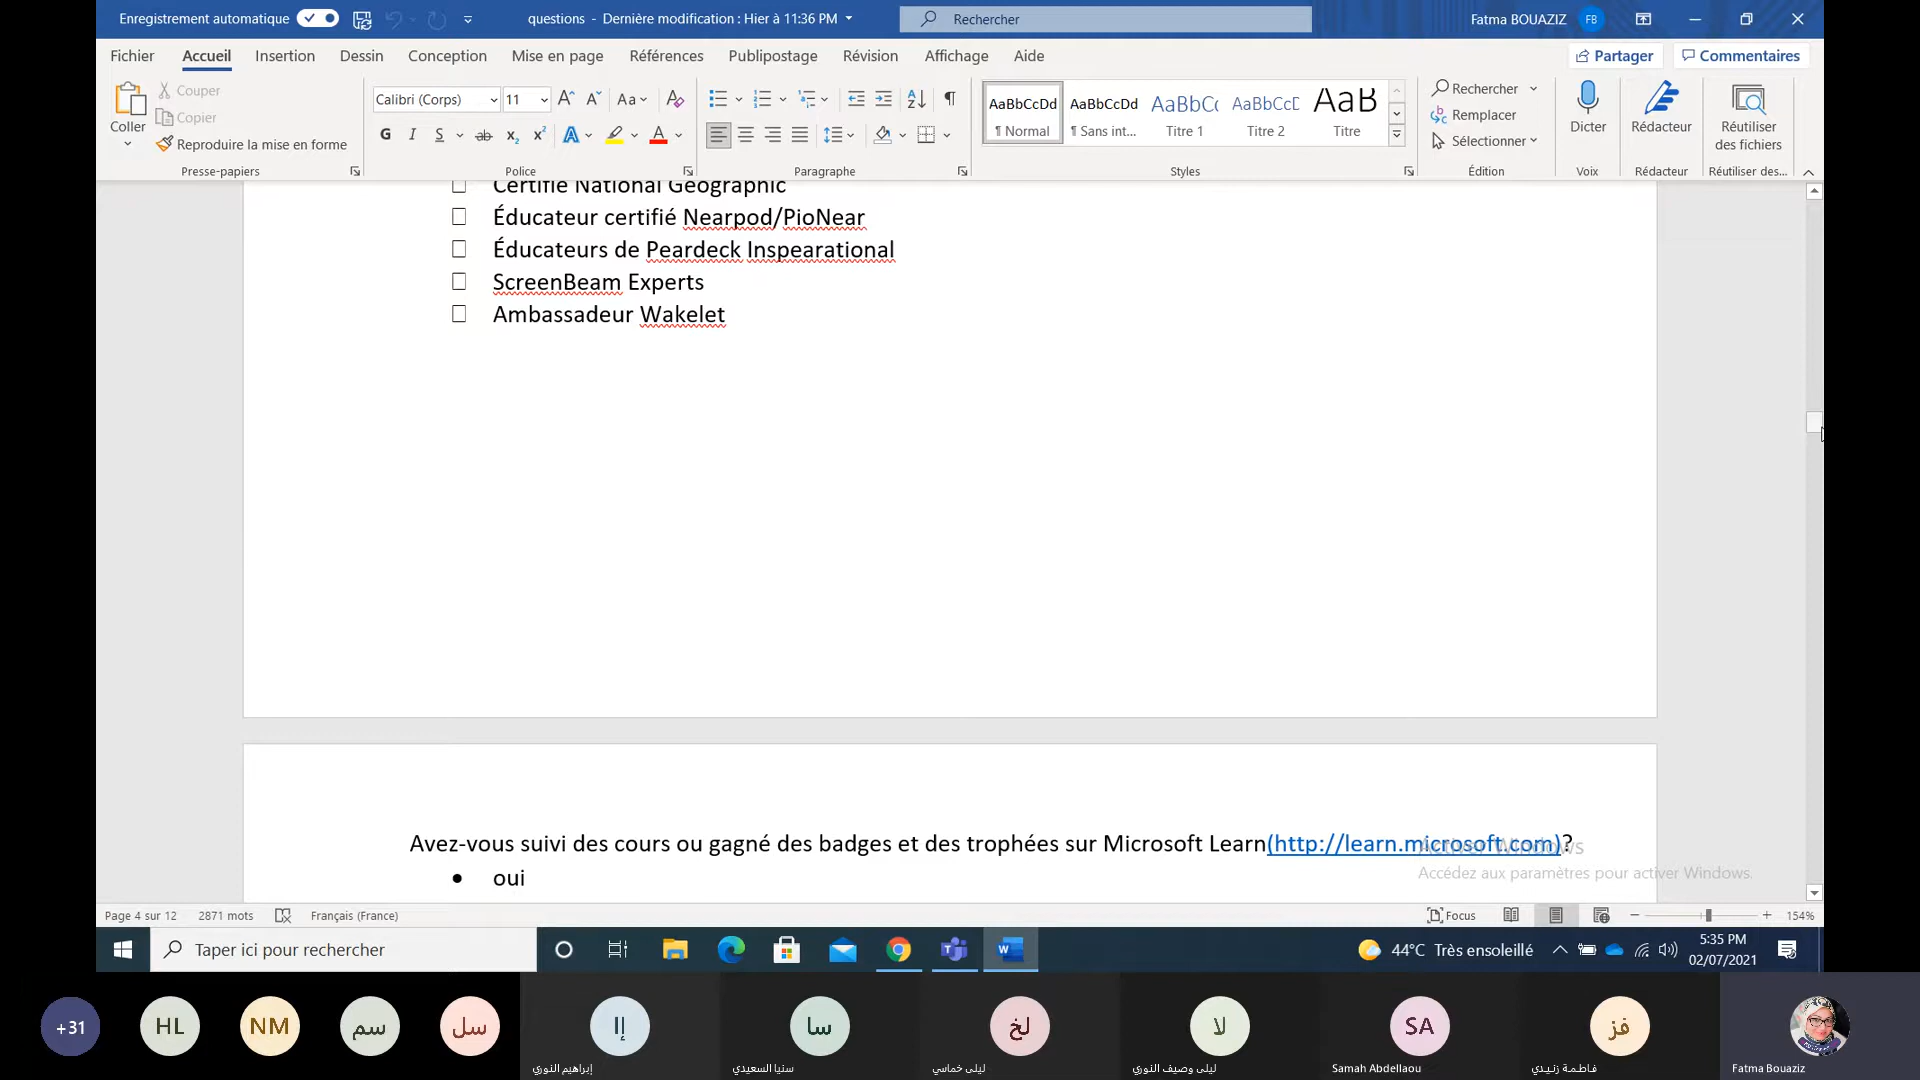 Enregistrement automatique
questions - Dernière modification : Hier à 11:36 PM
Rechercher
Fatma BOUAZIZ
FB
Fichier Accueil Insertion Dessin Conception Mise en page Références Publipostage Révision Affichage Aide
Partager Commentaires
Coller
Couper
Copier
Reproduire la mise en forme
Presse-papiers
Calibri (Corps) 11
Police
Paragraphe
AaBbCcDd AaBbCcDd AaBbCc AaBbCcD AaB
¶ Normal ¶ Sans int... Titre 1 Titre 2 Titre
Styles
Rechercher
Remplacer
Sélectionner
Édition
Dicter
Voix
Rédacteur
Rédacteur
Réutiliser des fichiers
Réutiliser des...
Certifié National Geographic
Éducateur certifié Nearpod/PioNear
Éducateurs de Peardeck Inspearational
ScreenBeam Experts
Ambassadeur Wakelet
Avez-vous suivi des cours ou gagné des badges et des trophées sur Microsoft Learn(http://learn.microsoft.com)?
• oui
Activer Windows
Accédez aux paramètres pour activer Windows.
Page 4 sur 12 2871 mots Français (France)
Focus
154%
Taper ici pour rechercher
44°C Très ensoleillé
5:35 PM
02/07/2021
+31 HL NM سم سل إا سا لخ لا SA فز
إبراهيم النوري سنيا السعيدي ليلى خماسي ليلى وصيف النوري Samah Abdellaou فاطمة زنيدي Fatma Bouaziz